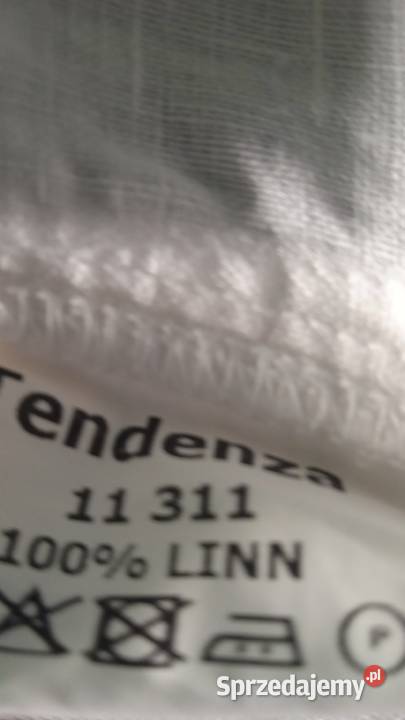 Tendenza
11 311
100% LINN
P
Sprzedajemy.pl